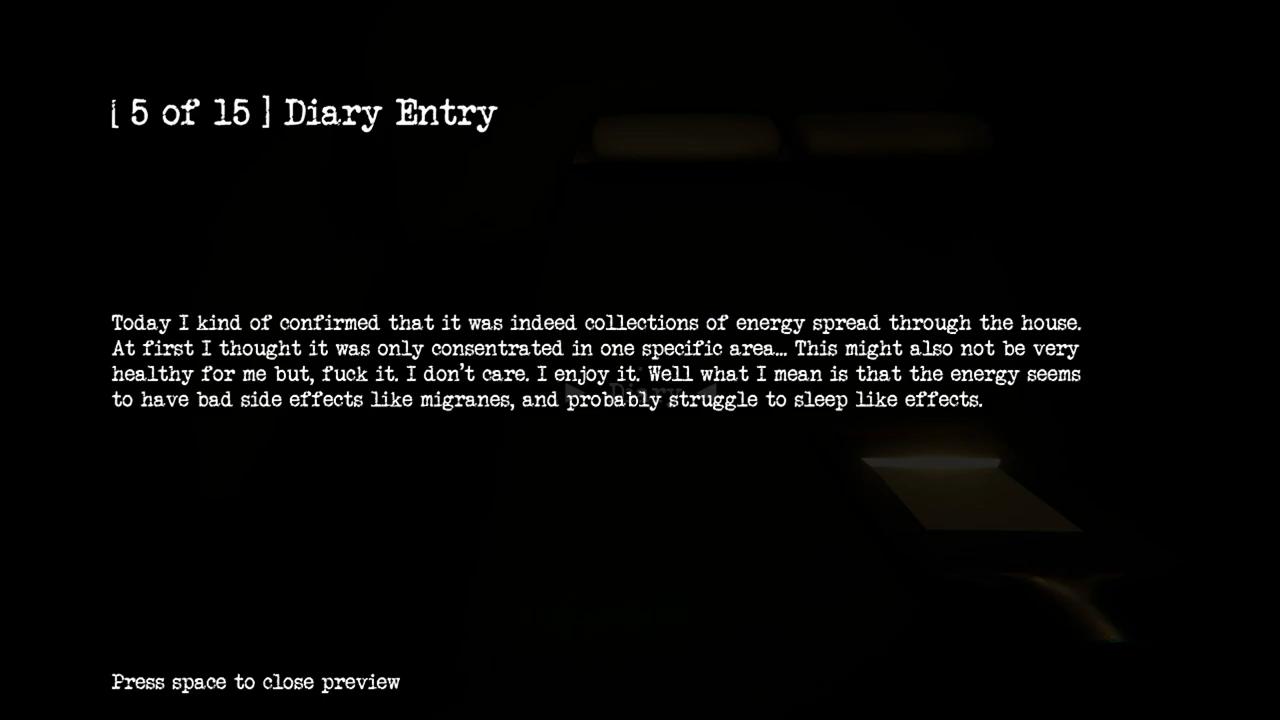 [ 5 of 15 ] Diary Entry
Today I kind of confirmed that it was indeed collections of energy spread through the house.
At first I thought it was only consentrated in one specific area... This might also not be very
healthy for me but, fuck it. I don't care. I enjoy it. Well what I mean is that the energy seems
to have bad side effects like migranes, and probably struggle to sleep like effects.
Diary
Press space to close preview